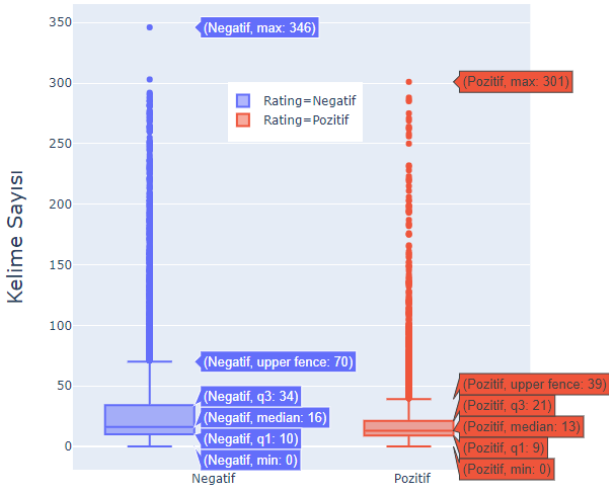 350
300
250
200
150
100
50
0
Kelime Sayısı
(Negatif, max: 346)
(Pozitif, max: 301)
Rating=Negatif
Rating=Pozitif
(Negatif, upper fence: 70)
(Negatif, q3: 34)
(Negatif, median: 16)
(Negatif, q1: 10)
(Negatif, min: 0)
(Pozitif, upper fence: 39)
(Pozitif, q3: 21)
(Pozitif, median: 13)
(Pozitif, q1: 9)
(Pozitif, min: 0)
Negatif
Pozitif